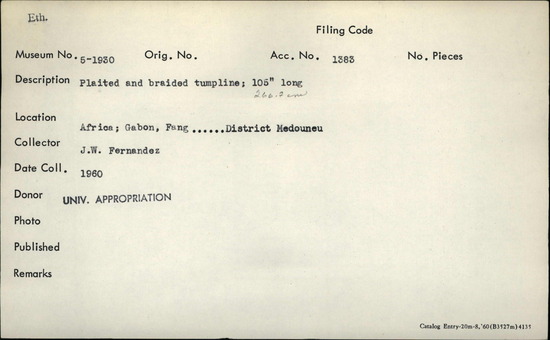 Eth.
Filing Code
Museum No. 5-1930 Orig. No. Acc. No. 1383 No. Pieces
Description Plaited and braided tumpline; 105" long
266.7 cm
Location Africa; Gabon, Fang ......District Medouneu
Collector J.W. Fernandez
Date Coll. 1960
Donor UNIV. APPROPRIATION
Photo
Published
Remarks
Catalog Entry-20m-8,'60(B)527m)4135